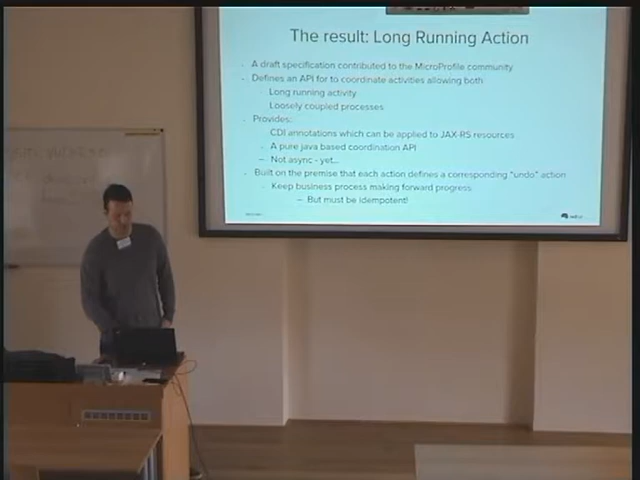 The result: Long Running Action
- A draft specification contributed to the MicroProfile community
- Defines an API for to coordinate activities allowing both
- Long running activity
- Loosely coupled processes
- Provides:
- CDI annotations which can be applied to JAX-RS resources
- A pure java based coordination API
– Not async - yet...
- Built on the premise that each action defines a corresponding "undo" action
- Keep business process making forward progress
– But must be idempotent!